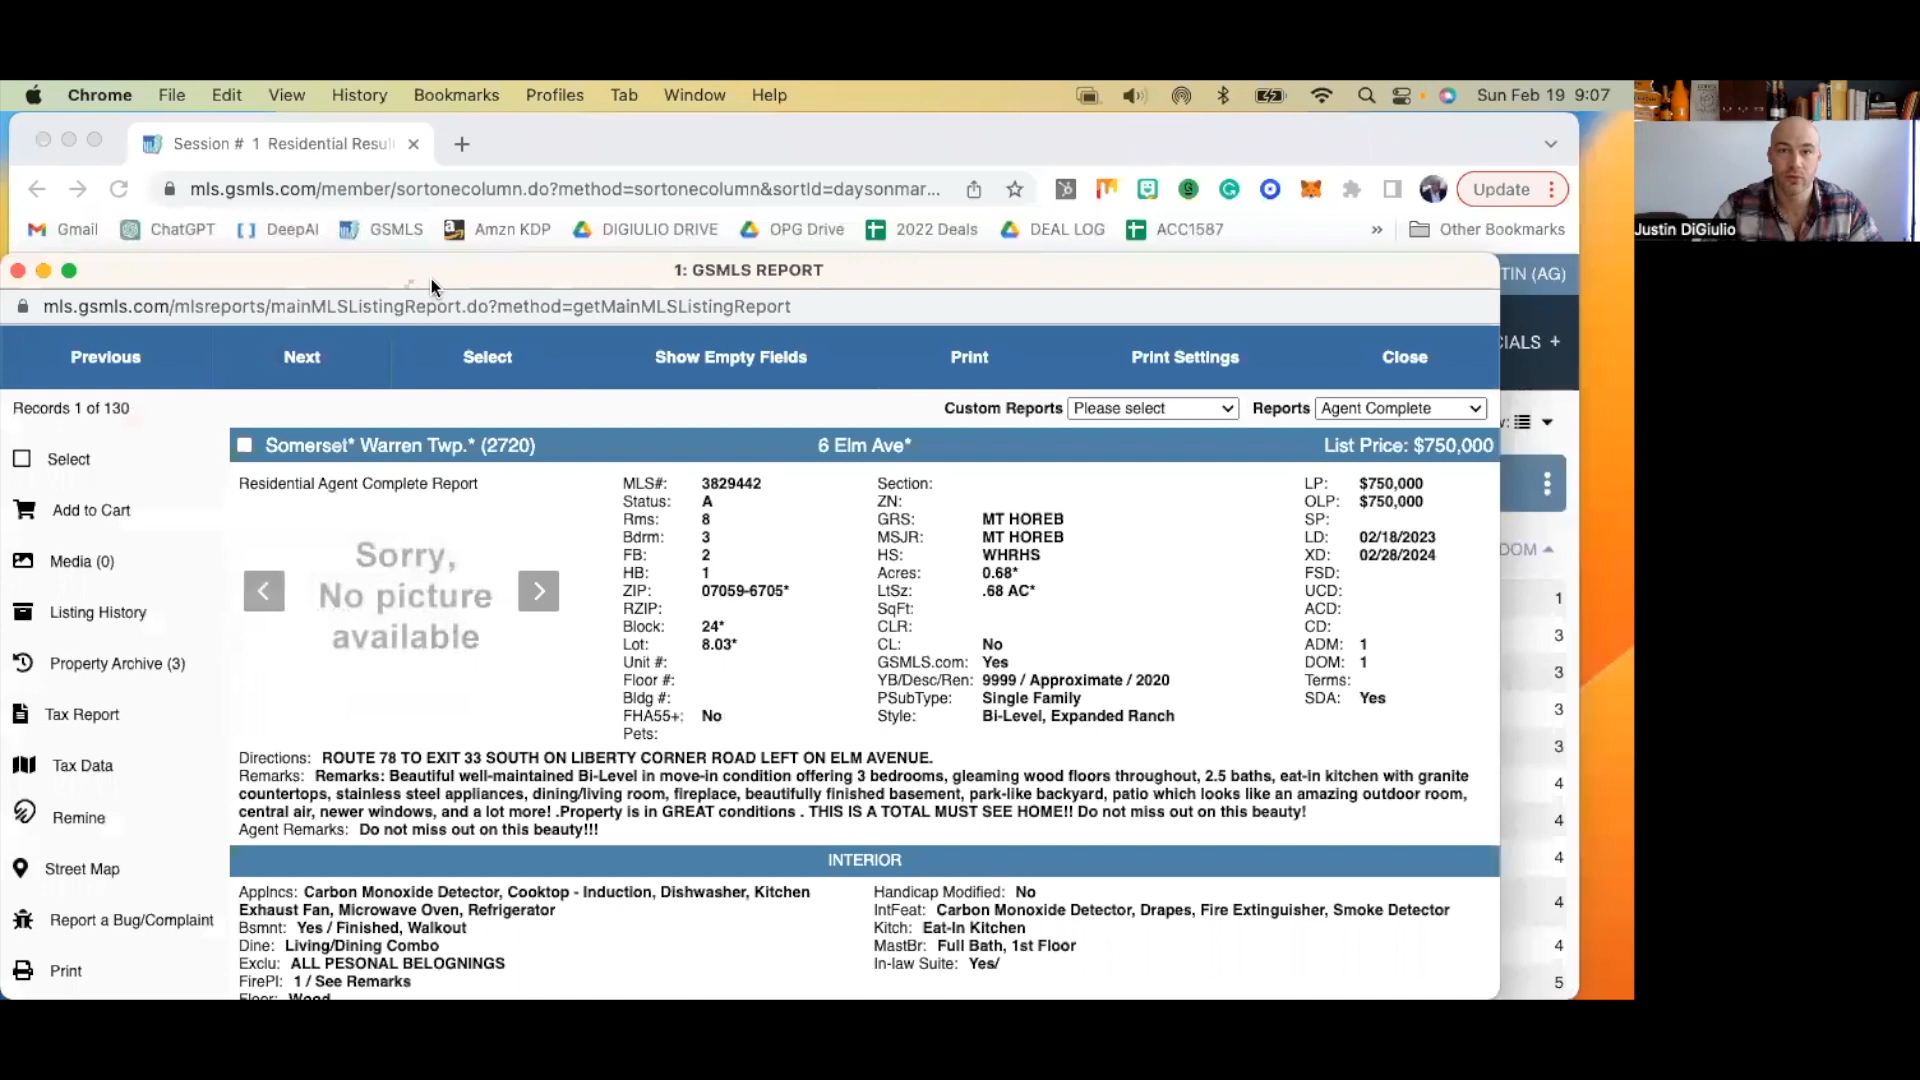 Chrome File Edit View History Bookmarks Profiles Tab Window Help Sun Feb 19 9:07
Session # 1 Residential Resul
mls.gsmls.com/member/sortonecolumn.do?method=sortonecolumn&sortId=daysonmar... Update
Gmail ChatGPT DeepAI GSMLS Amzn KDP DIGIULIO DRIVE OPG Drive 2022 Deals DEAL LOG ACC1587 » Other Bookmarks
Justin DiGiulio
1: GSMLS REPORT
TIN (AG)
mls.gsmls.com/mlsreports/mainMLSListingReport.do?method=getMainMLSListingReport
CIALS +
Previous Next Select Show Empty Fields Print Print Settings Close
Records 1 of 130
Custom Reports Please select Reports Agent Complete
Select
Add to Cart
Media (0)
Listing History
Property Archive (3)
Tax Report
Tax Data
Remine
Street Map
Report a Bug/Complaint
Print
Somerset* Warren Twp.* (2720) 6 Elm Ave* List Price: $750,000
Residential Agent Complete Report
Sorry,
No picture
available
MLS#: 3829442
Status: A
Rms: 8
Bdrm: 3
FB: 2
HB: 1
ZIP: 07059-6705*
RZIP:
Block: 24*
Lot: 8.03*
Unit #:
Floor #:
Bldg #:
FHA55+: No
Pets:
Section:
ZN:
GRS: MT HOREB
MSJR: MT HOREB
HS: WHRHS
Acres: 0.68*
LtSz: .68 AC*
SqFt:
CLR:
CL: No
GSMLS.com: Yes
YB/Desc/Ren: 9999 / Approximate / 2020
PSubType: Single Family
Style: Bi-Level, Expanded Ranch
LP: $750,000
OLP: $750,000
SP:
LD: 02/18/2023
XD: 02/28/2024
FSD:
UCD:
ACD:
CD:
ADM: 1
DOM: 1
Terms:
SDA: Yes
Directions: ROUTE 78 TO EXIT 33 SOUTH ON LIBERTY CORNER ROAD LEFT ON ELM AVENUE.
Remarks: Remarks: Beautiful well-maintained Bi-Level in move-in condition offering 3 bedrooms, gleaming wood floors throughout, 2.5 baths, eat-in kitchen with granite
countertops, stainless steel appliances, dining/living room, fireplace, beautifully finished basement, park-like backyard, patio which looks like an amazing outdoor room,
central air, newer windows, and a lot more! .Property is in GREAT conditions . THIS IS A TOTAL MUST SEE HOME!! Do not miss out on this beauty!
Agent Remarks: Do not miss out on this beauty!!!
INTERIOR
Applncs: Carbon Monoxide Detector, Cooktop - Induction, Dishwasher, Kitchen
Exhaust Fan, Microwave Oven, Refrigerator
Bsmnt: Yes / Finished, Walkout
Dine: Living/Dining Combo
Exclu: ALL PESONAL BELOGNINGS
FirePl: 1 / See Remarks
Floor: Wood
Handicap Modified: No
IntFeat: Carbon Monoxide Detector, Drapes, Fire Extinguisher, Smoke Detector
Kitch: Eat-In Kitchen
MastBr: Full Bath, 1st Floor
In-law Suite: Yes/
DOM
1
3
3
3
3
4
4
4
4
4
5